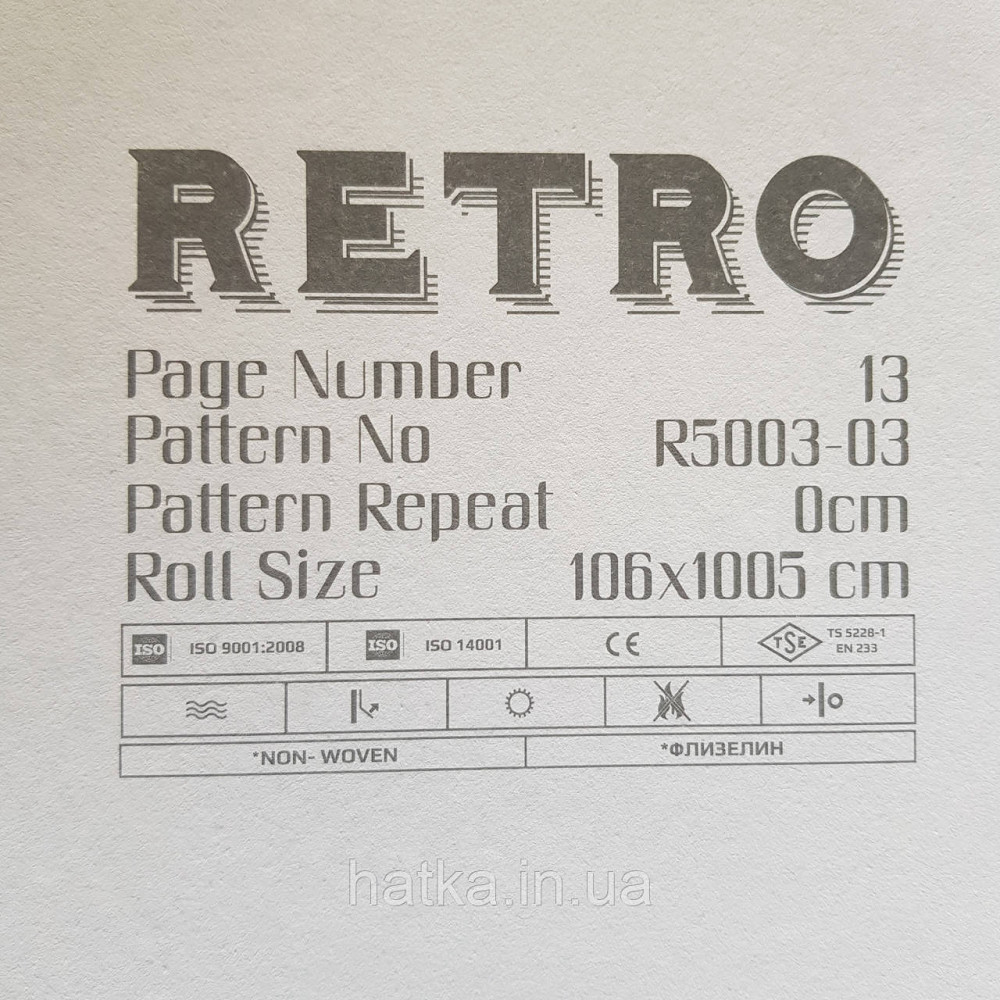 RETRO
Page Number 13
Pattern No R5003-03
Pattern Repeat 0cm
Roll Size 106x1005 cm
ISO ISO 9001:2008 ISO ISO 14001 CE TSE TS 5228-1
EN 233
*NON- WOVEN *ФЛИЗЕЛИН
hatka.in.ua